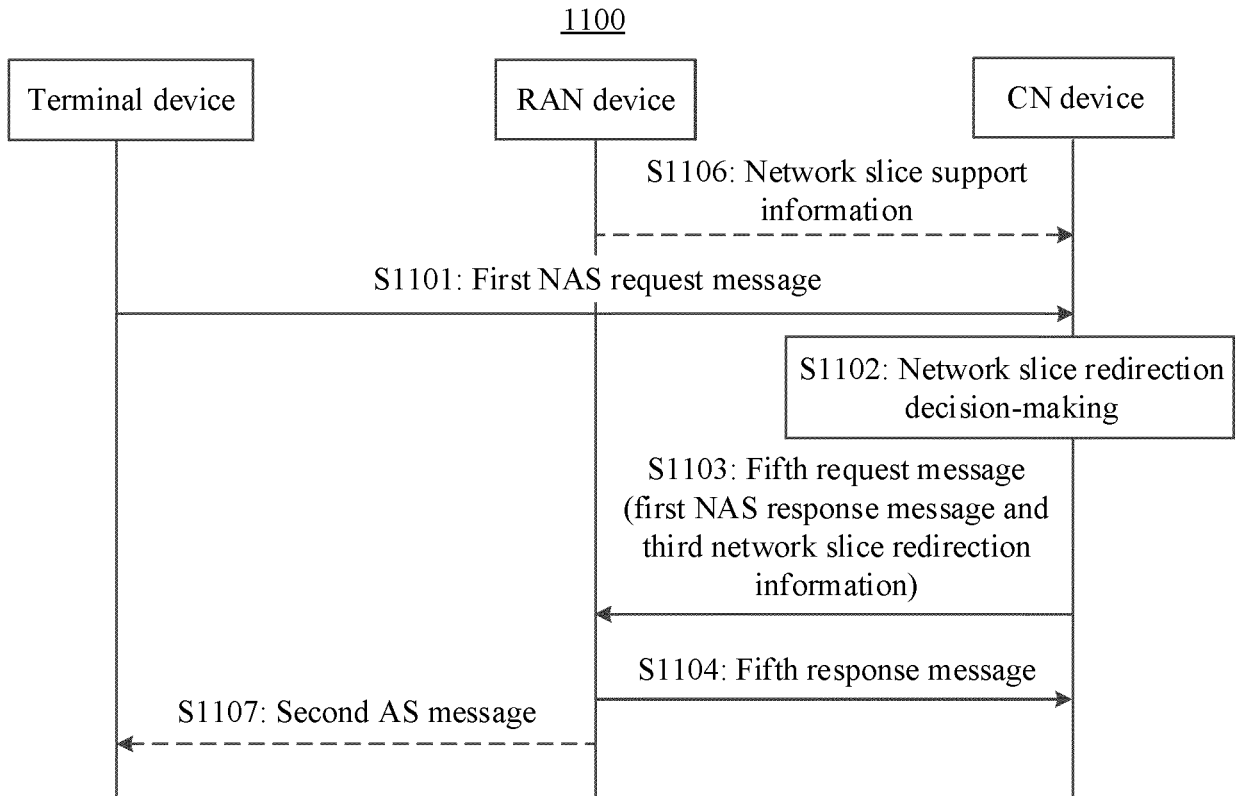 1100
Terminal device
RAN device
CN device
S1106: Network slice support
information
S1101: First NAS request message
S1102: Network slice redirection
decision-making
S1103: Fifth request message
(first NAS response message and
third network slice redirection
information)
S1104: Fifth response message
S1107: Second AS message